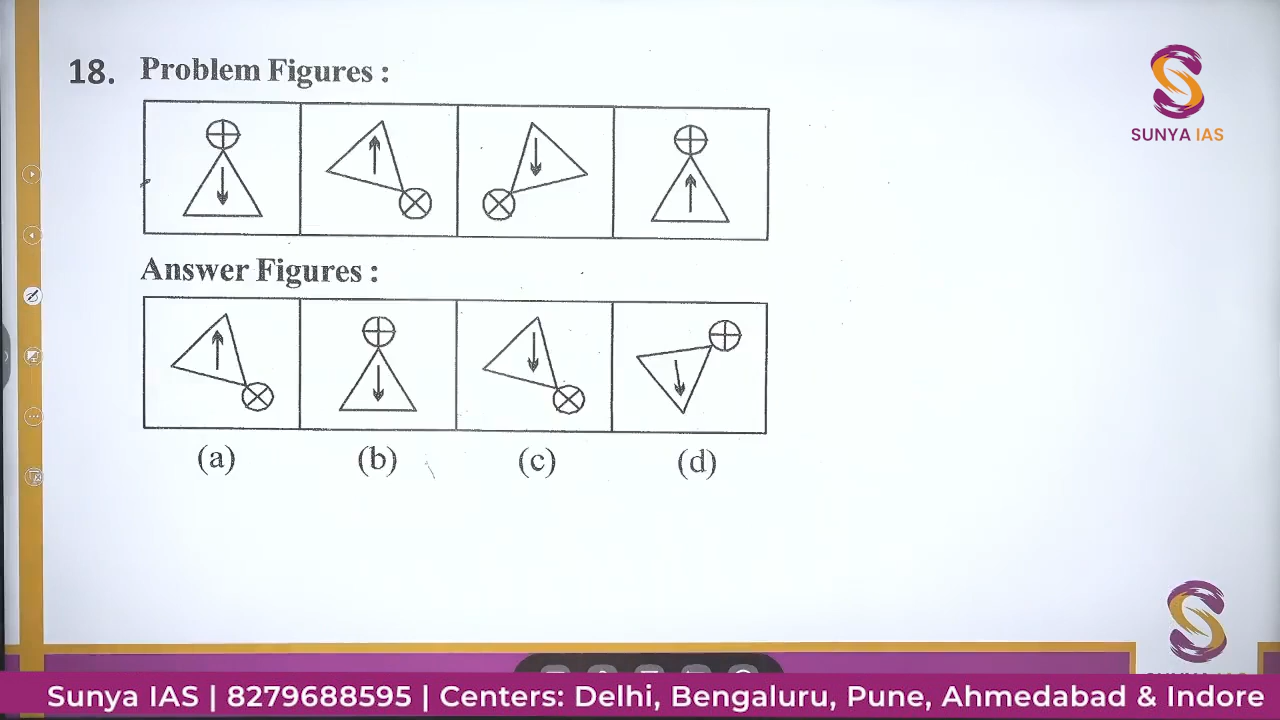 18. Problem Figures :
SUNYA IAS
Answer Figures :
(a) (b) (c) (d)
Sunya IAS | 8279688595 | Centers: Delhi, Bengaluru, Pune, Ahmedabad & Indore